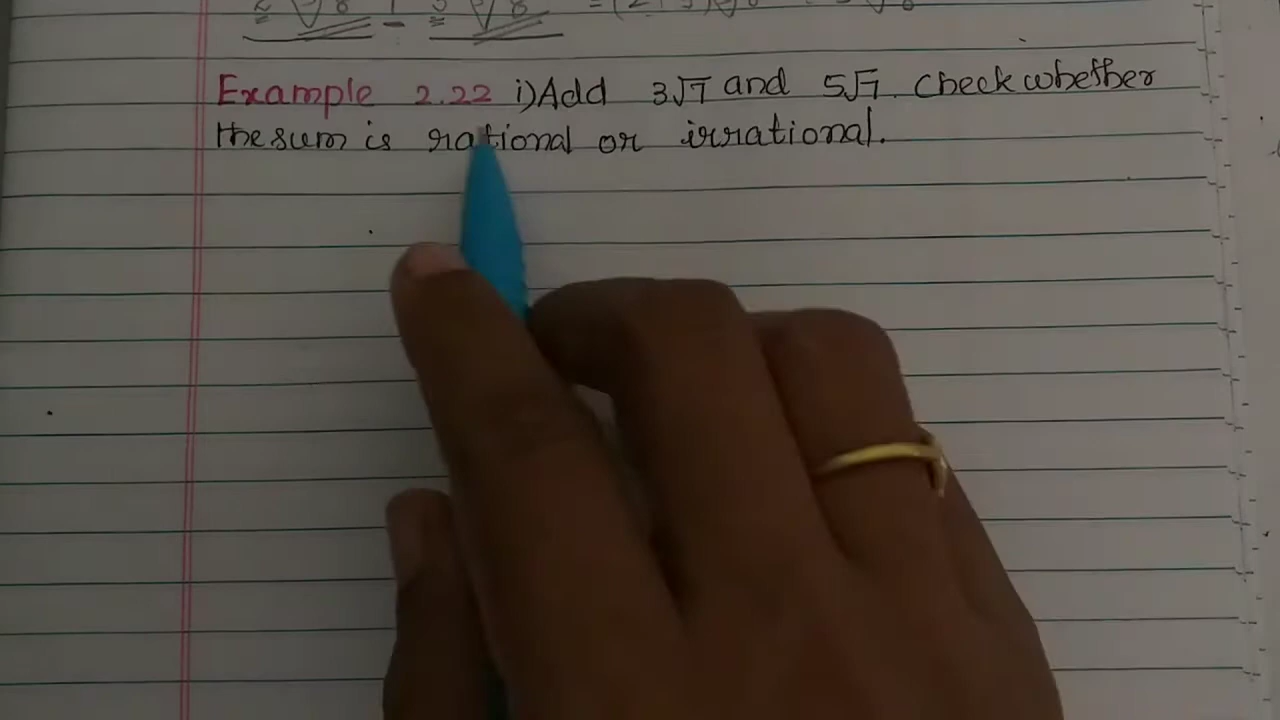 Example 2.22 i) Add 3√7 and 5√7. Check whether
the sum is rational or irrational.